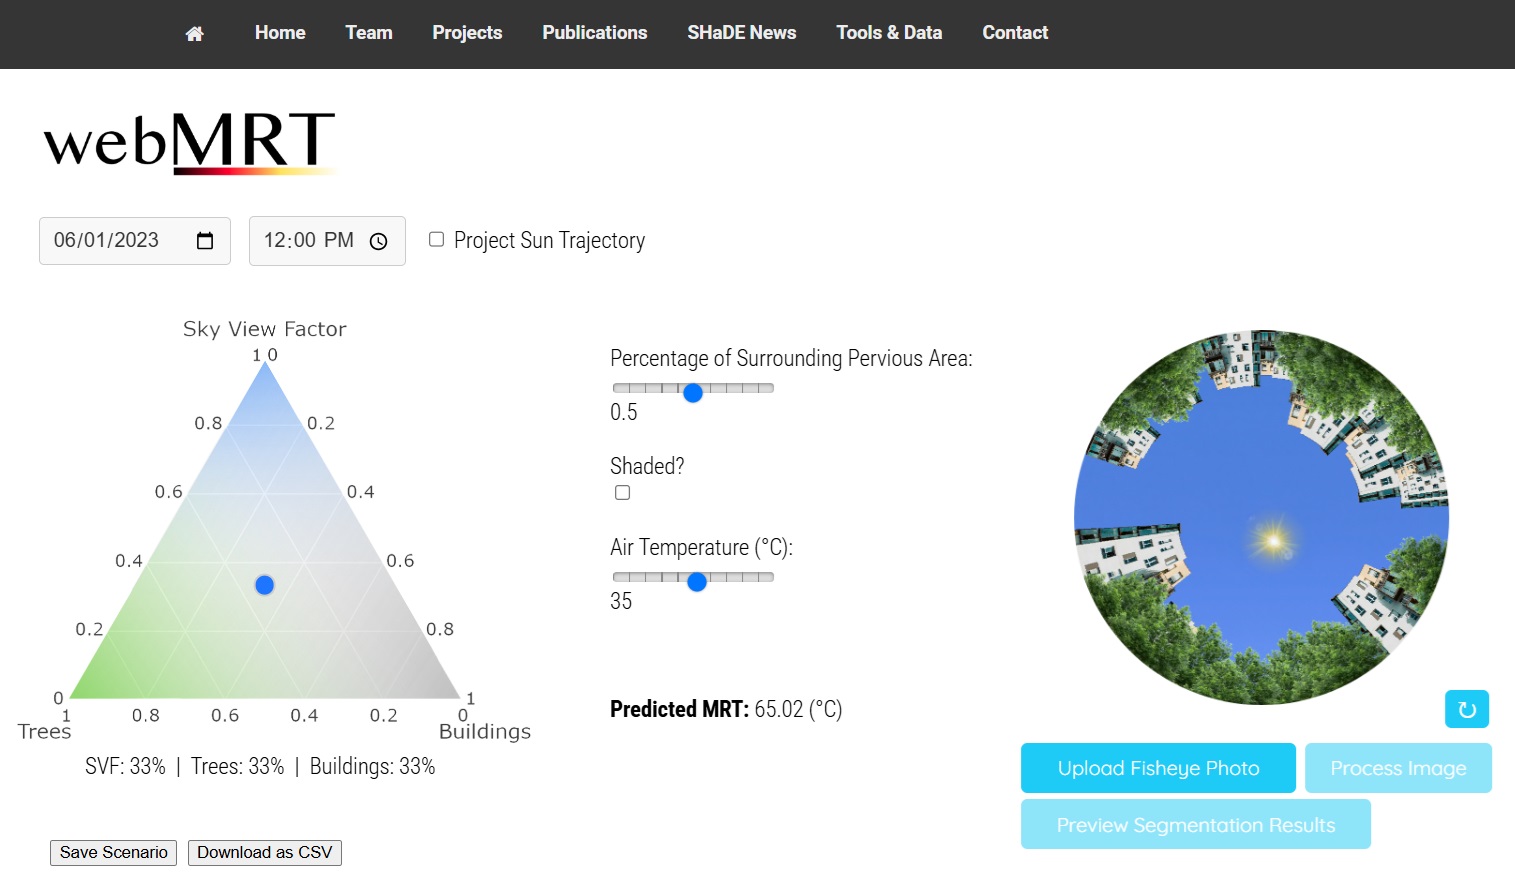 Home Team Projects Publications SHaDE News Tools & Data Contact
webMRT
06/01/2023 12:00 PM Project Sun Trajectory
Sky View Factor
1 0
0.8 0.2
0.6 0.4
0.4 0.6
0.2 0.8
0 1
1 0.8 0.6 0.4 0.2 0
Trees Buildings
SVF: 33% | Trees: 33% | Buildings: 33%
Save Scenario Download as CSV
Percentage of Surrounding Pervious Area:
0.5
Shaded?
Air Temperature (°C):
35
Predicted MRT: 65.02 (°C)
Upload Fisheye Photo Process Image
Preview Segmentation Results